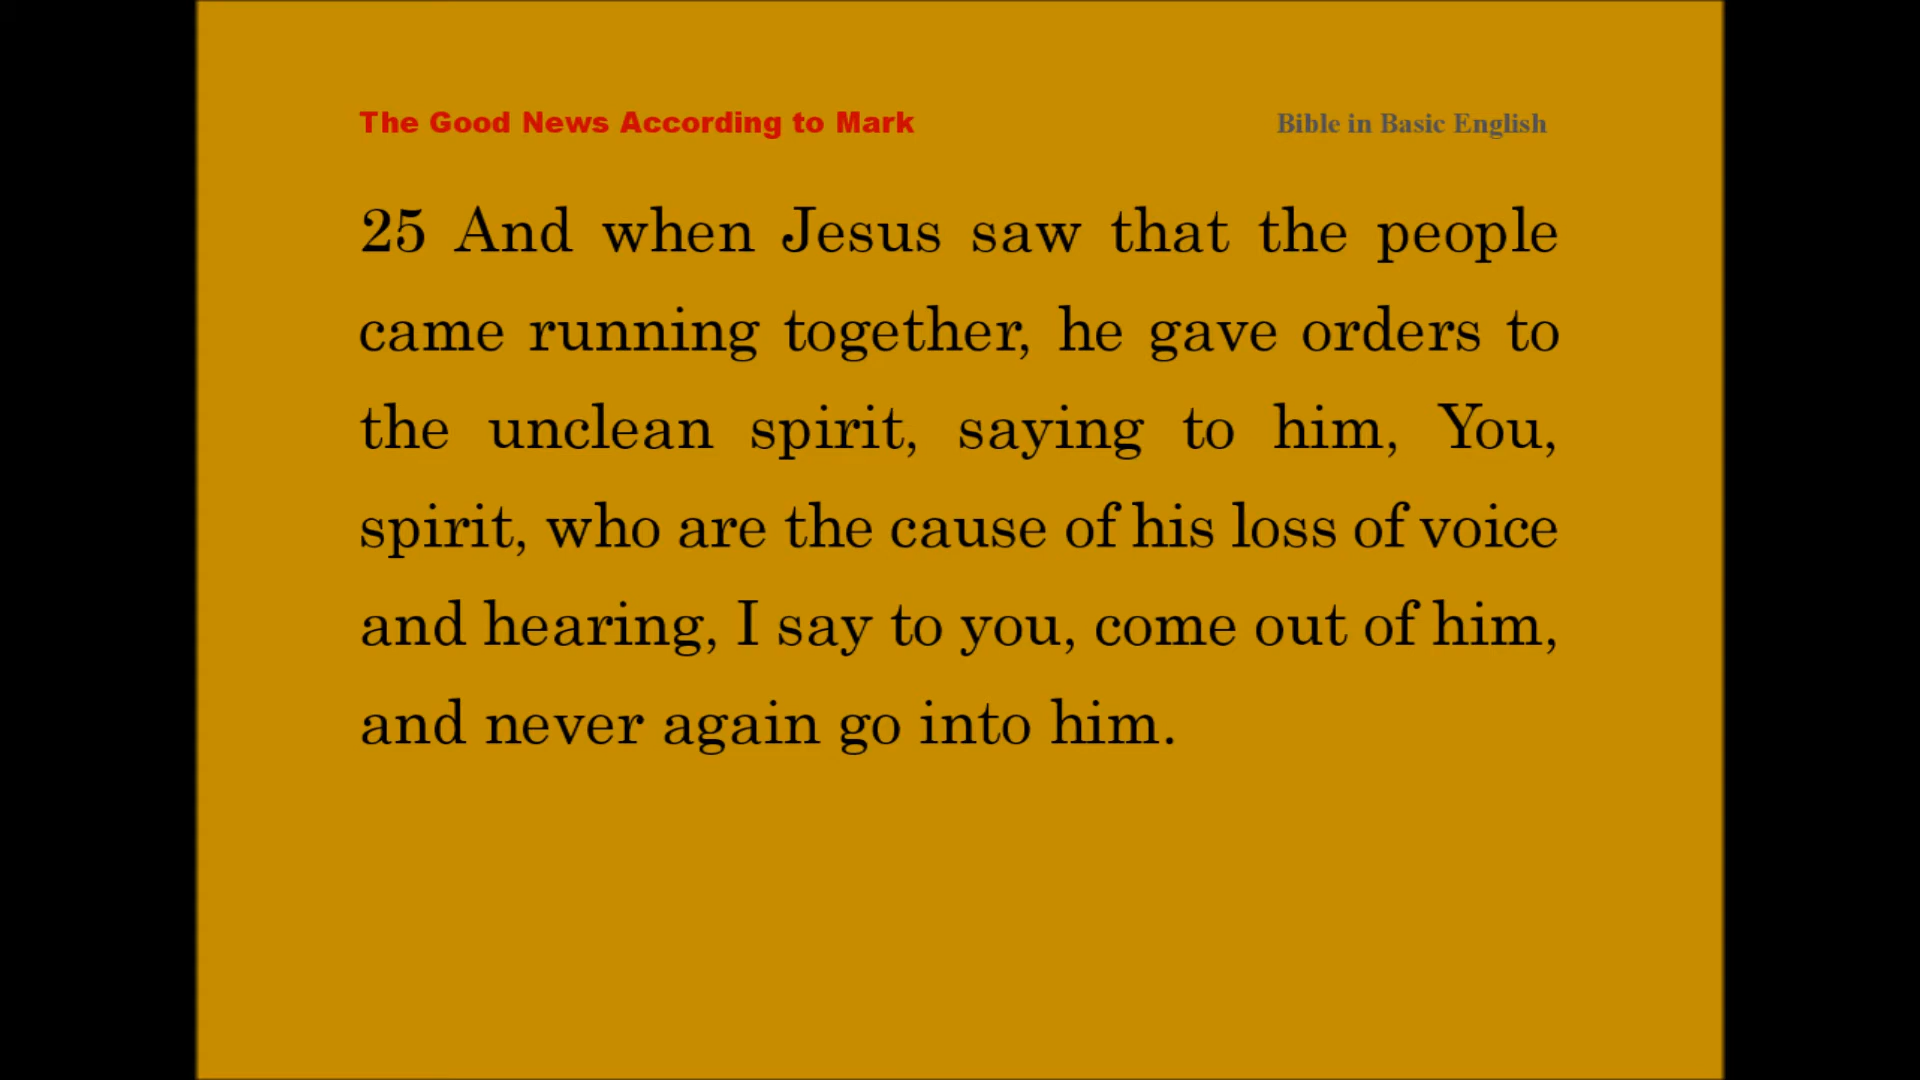 The Good News According to Mark Bible in Basic English
25 And when Jesus saw that the people
came running together, he gave orders to
the unclean spirit, saying to him, You,
spirit, who are the cause of his loss of voice
and hearing, I say to you, come out of him,
and never again go into him.